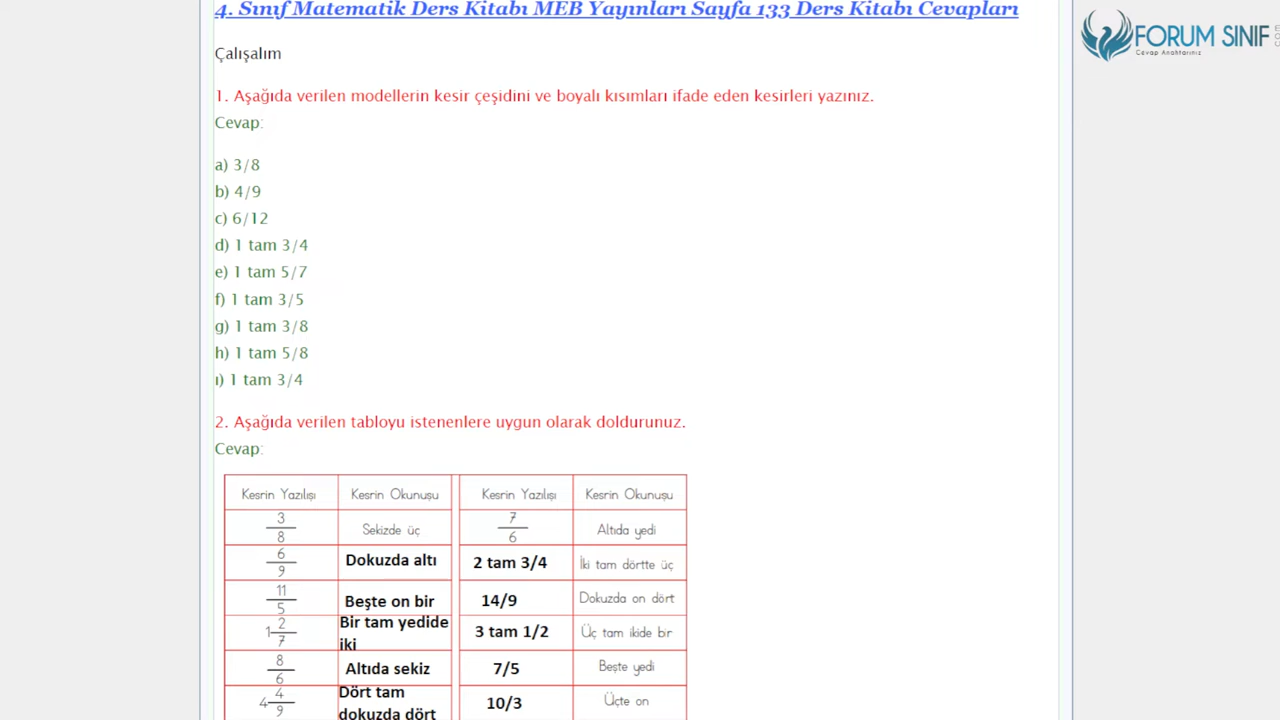 4. Sınıf Matematik Ders Kitabı MEB Yayınları Sayfa 133 Ders Kitabı Cevapları
FORUM SINIF
Cevap Anahtarınız
Çalışalım
1. Aşağıda verilen modellerin kesir çeşidini ve boyalı kısımları ifade eden kesirleri yazınız.
Cevap:
a) 3/8
b) 4/9
c) 6/12
d) 1 tam 3/4
e) 1 tam 5/7
f) 1 tam 3/5
g) 1 tam 3/8
h) 1 tam 5/8
ı) 1 tam 3/4
2. Aşağıda verilen tabloyu istenenlere uygun olarak doldurunuz.
Cevap:
Kesrin Yazılışı Kesrin Okunuşu Kesrin Yazılışı Kesrin Okunuşu
3/8 Sekizde üç 7/6 Altıda yedi
6/9 Dokuzda altı 2 tam 3/4 İki tam dörtte üç
11/5 Beşte on bir 14/9 Dokuzda on dört
1 2/7 Bir tam yedide iki 3 tam 1/2 Üç tam ikide bir
8/6 Altıda sekiz 7/5 Beşte yedi
4 4/9 Dört tam dokuzda dört 10/3 Üçte on